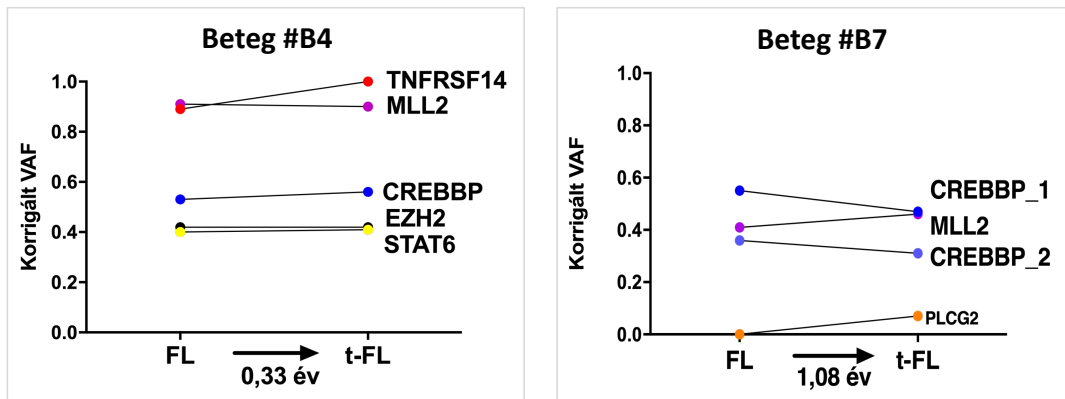 Beteg #B4
Korrigált VAF
1.0
0.8
0.6
0.4
0.2
0.0
TNFRSF14
MLL2
CREBBP
EZH2
STAT6
FL
t-FL
0,33 év
Beteg #B7
Korrigált VAF
1.0
0.8
0.6
0.4
0.2
0.0
CREBBP_1
MLL2
CREBBP_2
PLCG2
FL
t-FL
1,08 év